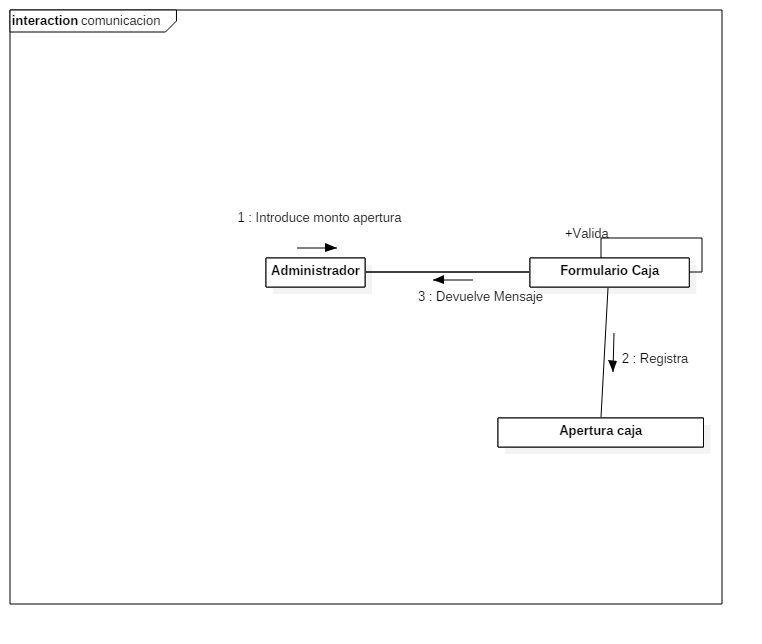 interaction comunicacion
1 : Introduce monto apertura
+Valida
Administrador
Formulario Caja
3 : Devuelve Mensaje
2 : Registra
Apertura caja